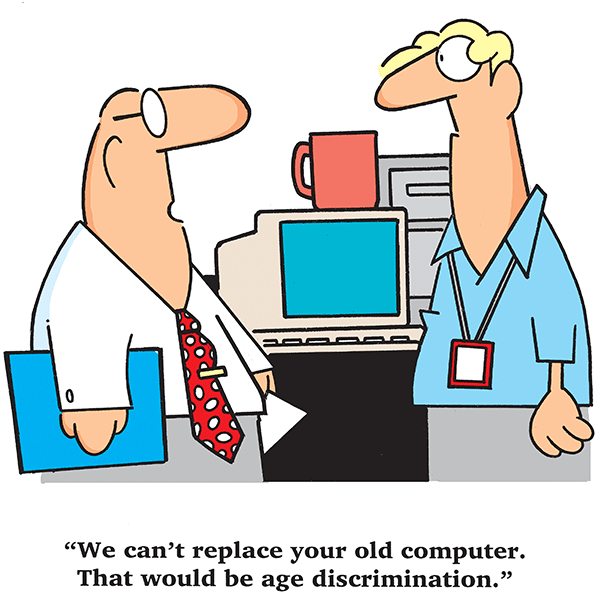 “We can’t replace your old computer.
That would be age discrimination.”